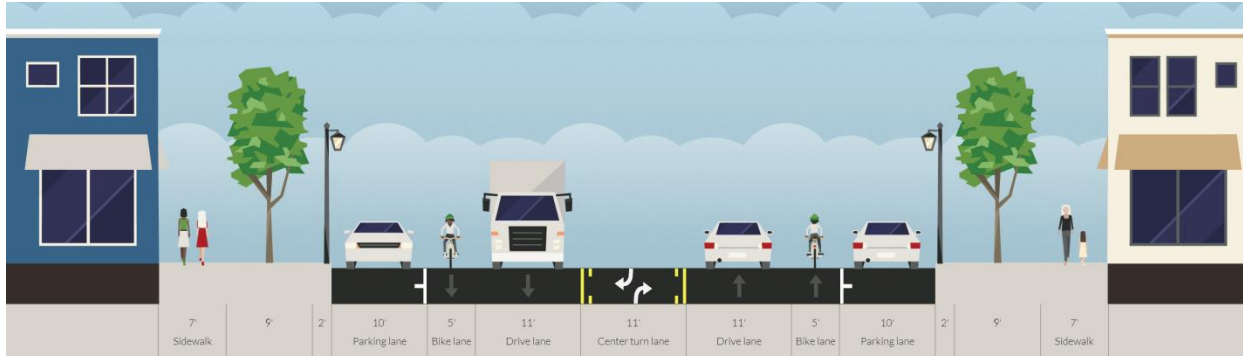 7' 9' 2' 10' 5' 11' 11' 11' 5' 10' 2' 9' 7'
Sidewalk Parking lane Bike lane Drive lane Center turn lane Drive lane Bike lane Parking lane Sidewalk